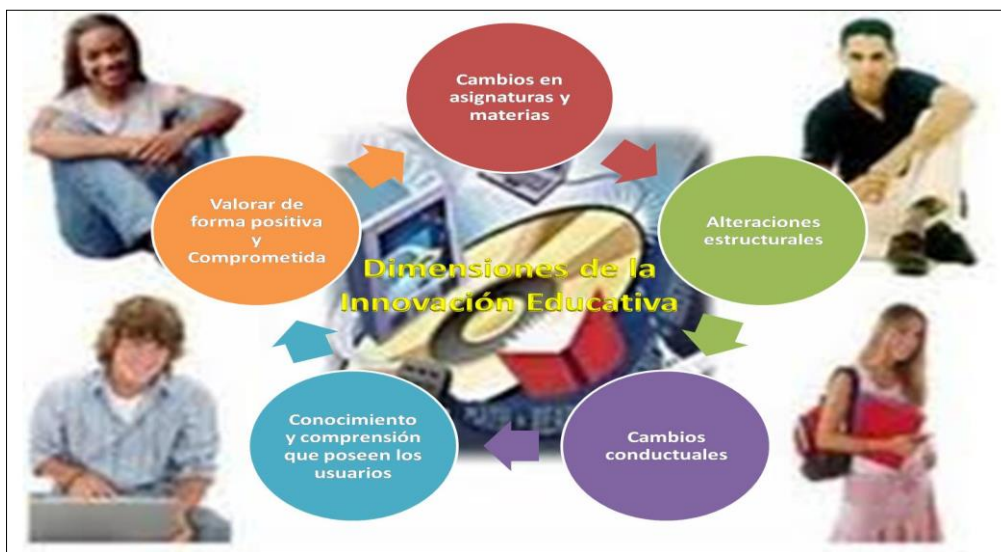 Cambios en
asignaturas y
materias
Alteraciones
estructurales
Cambios
conductuales
Conocimiento
y comprensión
que poseen los
usuarios
Valorar de
forma positiva
y
Comprometida
Dimensiones de la
Innovación Educativa